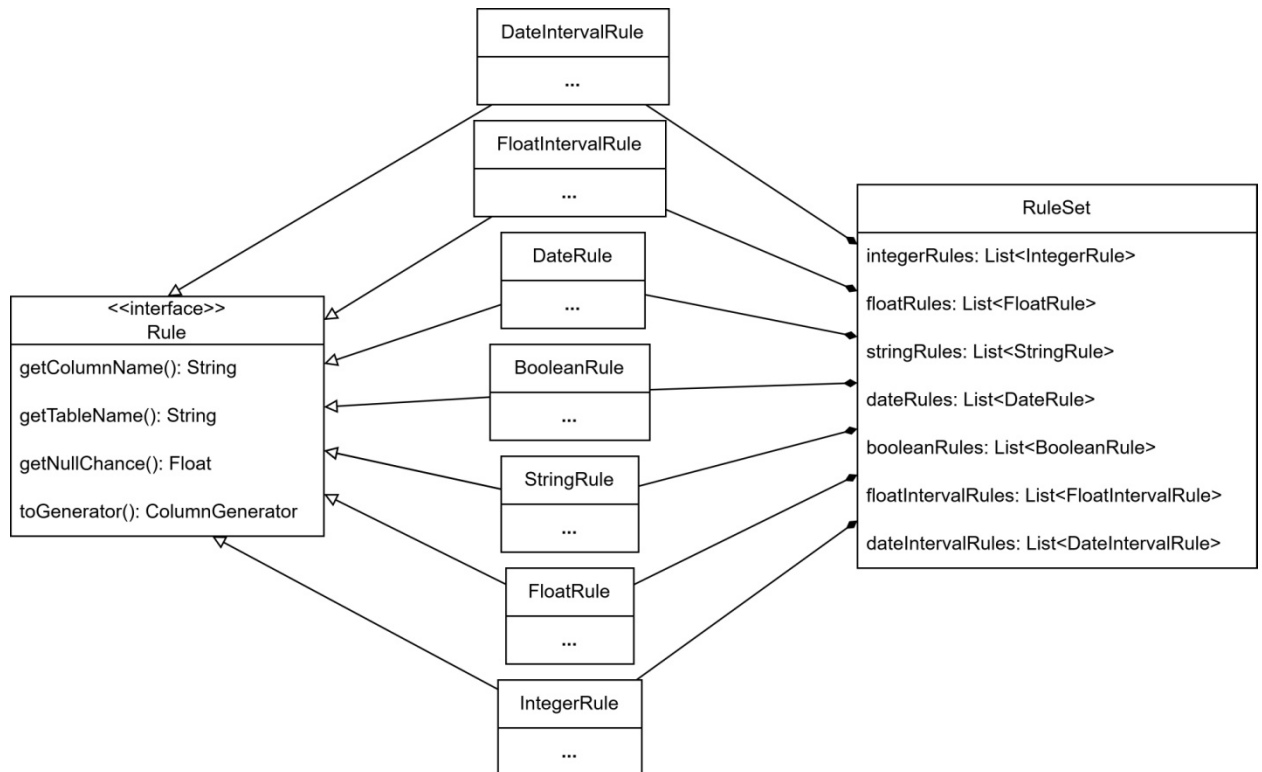 DateIntervalRule
...
FloatIntervalRule
...
DateRule
...
BooleanRule
...
StringRule
...
FloatRule
...
IntegerRule
...
<<interface>>
Rule
getColumnName(): String
getTableName(): String
getNullChance(): Float
toGenerator(): ColumnGenerator
RuleSet
integerRules: List<IntegerRule>
floatRules: List<FloatRule>
stringRules: List<StringRule>
dateRules: List<DateRule>
booleanRules: List<BooleanRule>
floatIntervalRules: List<FloatIntervalRule>
dateIntervalRules: List<DateIntervalRule>